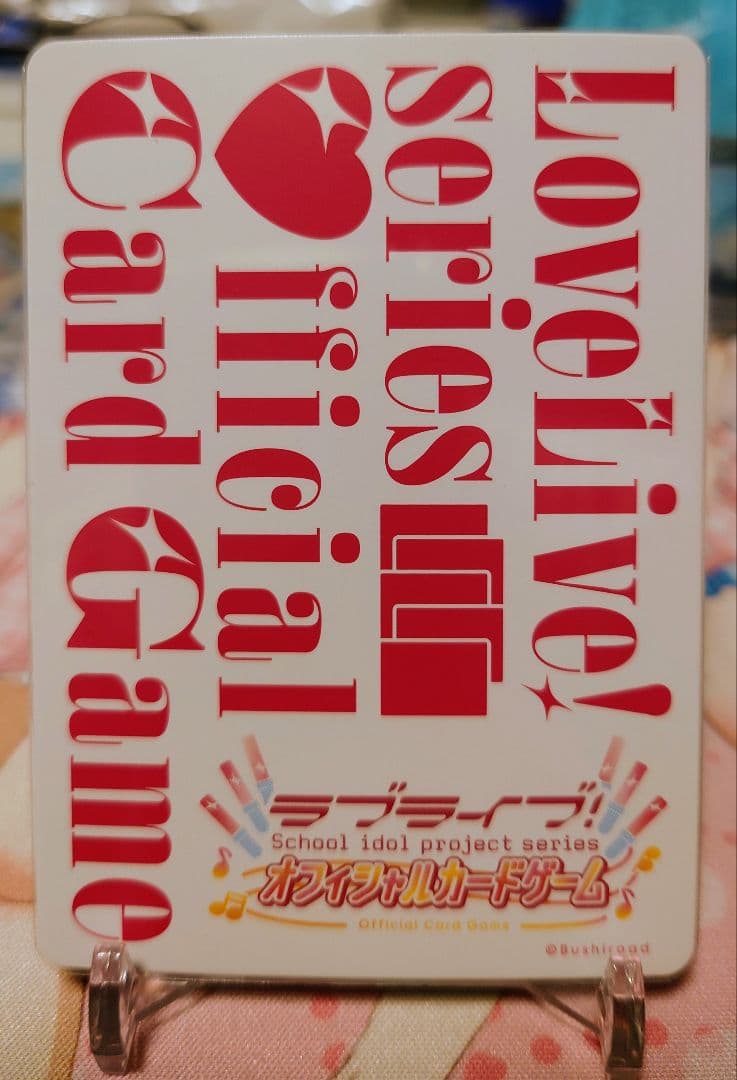 LoveLive!
series
Official
Card Game
ラブライブ!
School idol project series
オフィシャルカードゲーム
Official Card Game
©Bushiroad